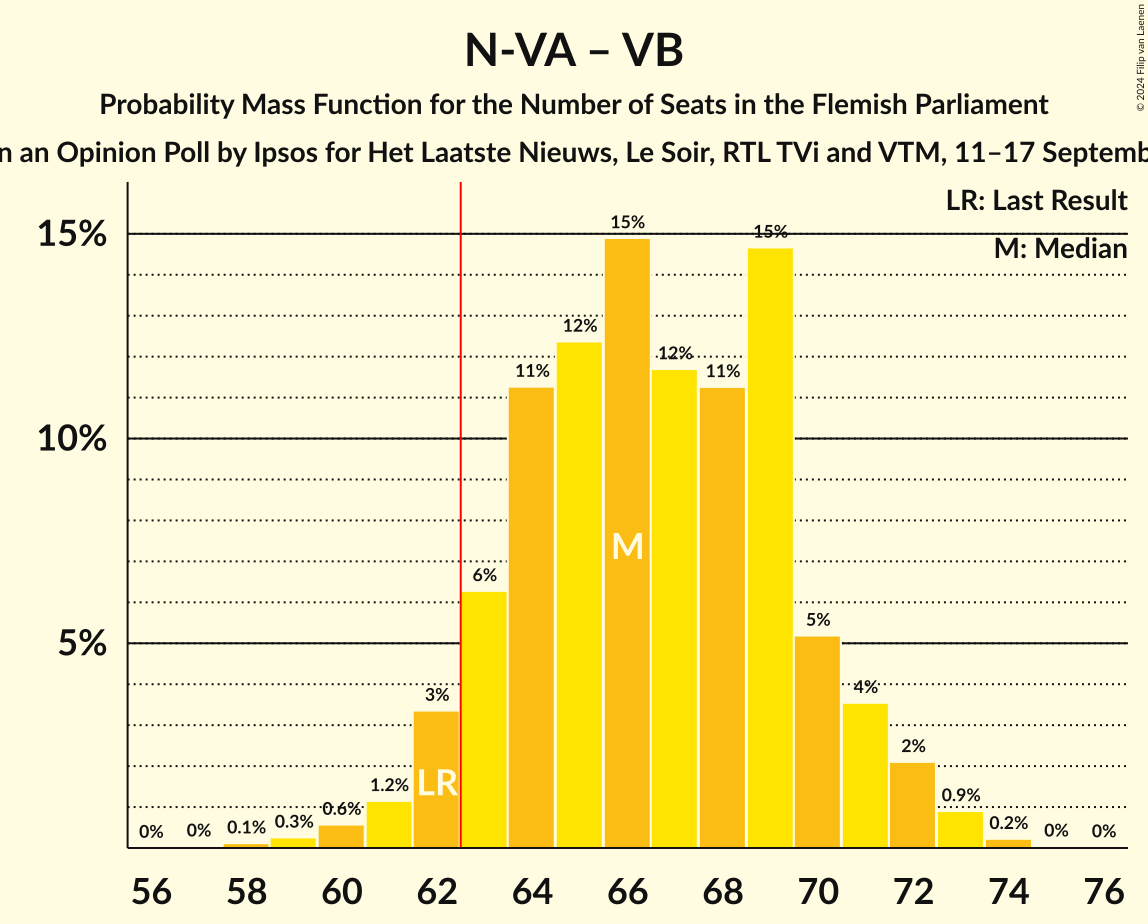 N-VA – VB
Probability Mass Function for the Number of Seats in the Flemish Parliament
an Opinion Poll by Ipsos for Het Laatste Nieuws, Le Soir, RTL TVi and VTM, 11–17
© 2024 Filip van Laenen
LR: Last Result
M: Median
15%
10%
5%
0% 0% 0.1% 0.3% 0.6% 1.2% 3% 6% 11% 12% 15% 12% 11% 15% 5% 4% 2% 0.9% 0.2% 0% 0%
M
LR
56 58 60 62 64 66 68 70 72 74 76